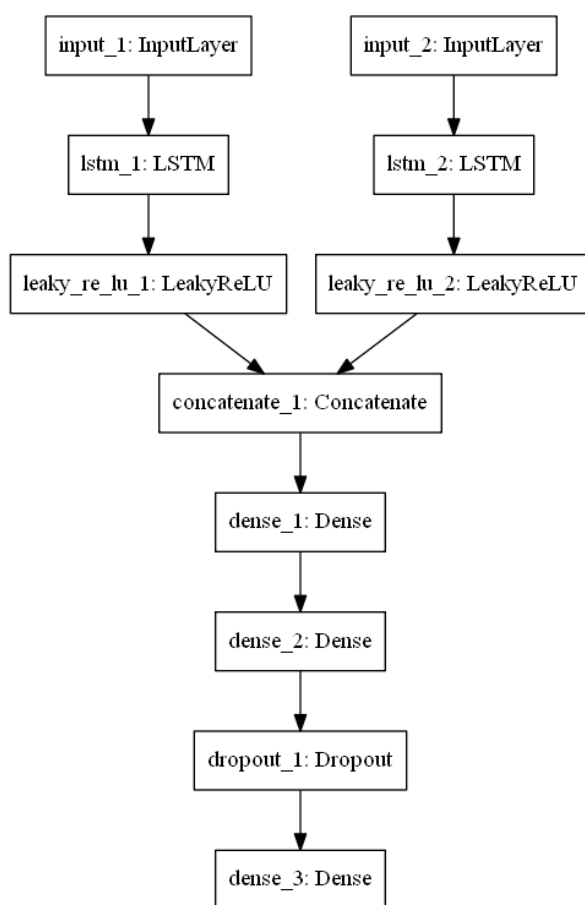 input_1: InputLayer
input_2: InputLayer
lstm_1: LSTM
lstm_2: LSTM
leaky_re_lu_1: LeakyReLU
leaky_re_lu_2: LeakyReLU
concatenate_1: Concatenate
dense_1: Dense
dense_2: Dense
dropout_1: Dropout
dense_3: Dense